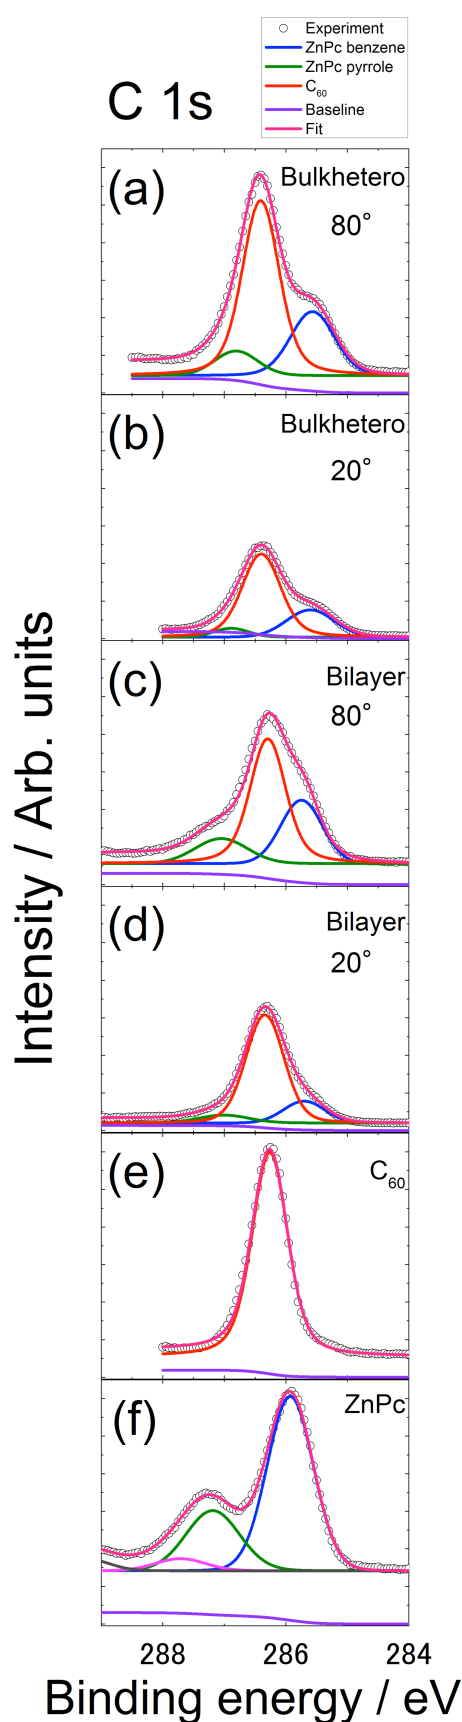 Experiment
ZnPc benzene
ZnPc pyrrole
C₆₀
Baseline
Fit
C 1s
(a)
Bulkhetero
80°
(b)
Bulkhetero
20°
(c)
Bilayer
80°
(d)
Bilayer
20°
(e)
C₆₀
(f)
ZnPc
Intensity / Arb. units
288 286 284
Binding energy / eV